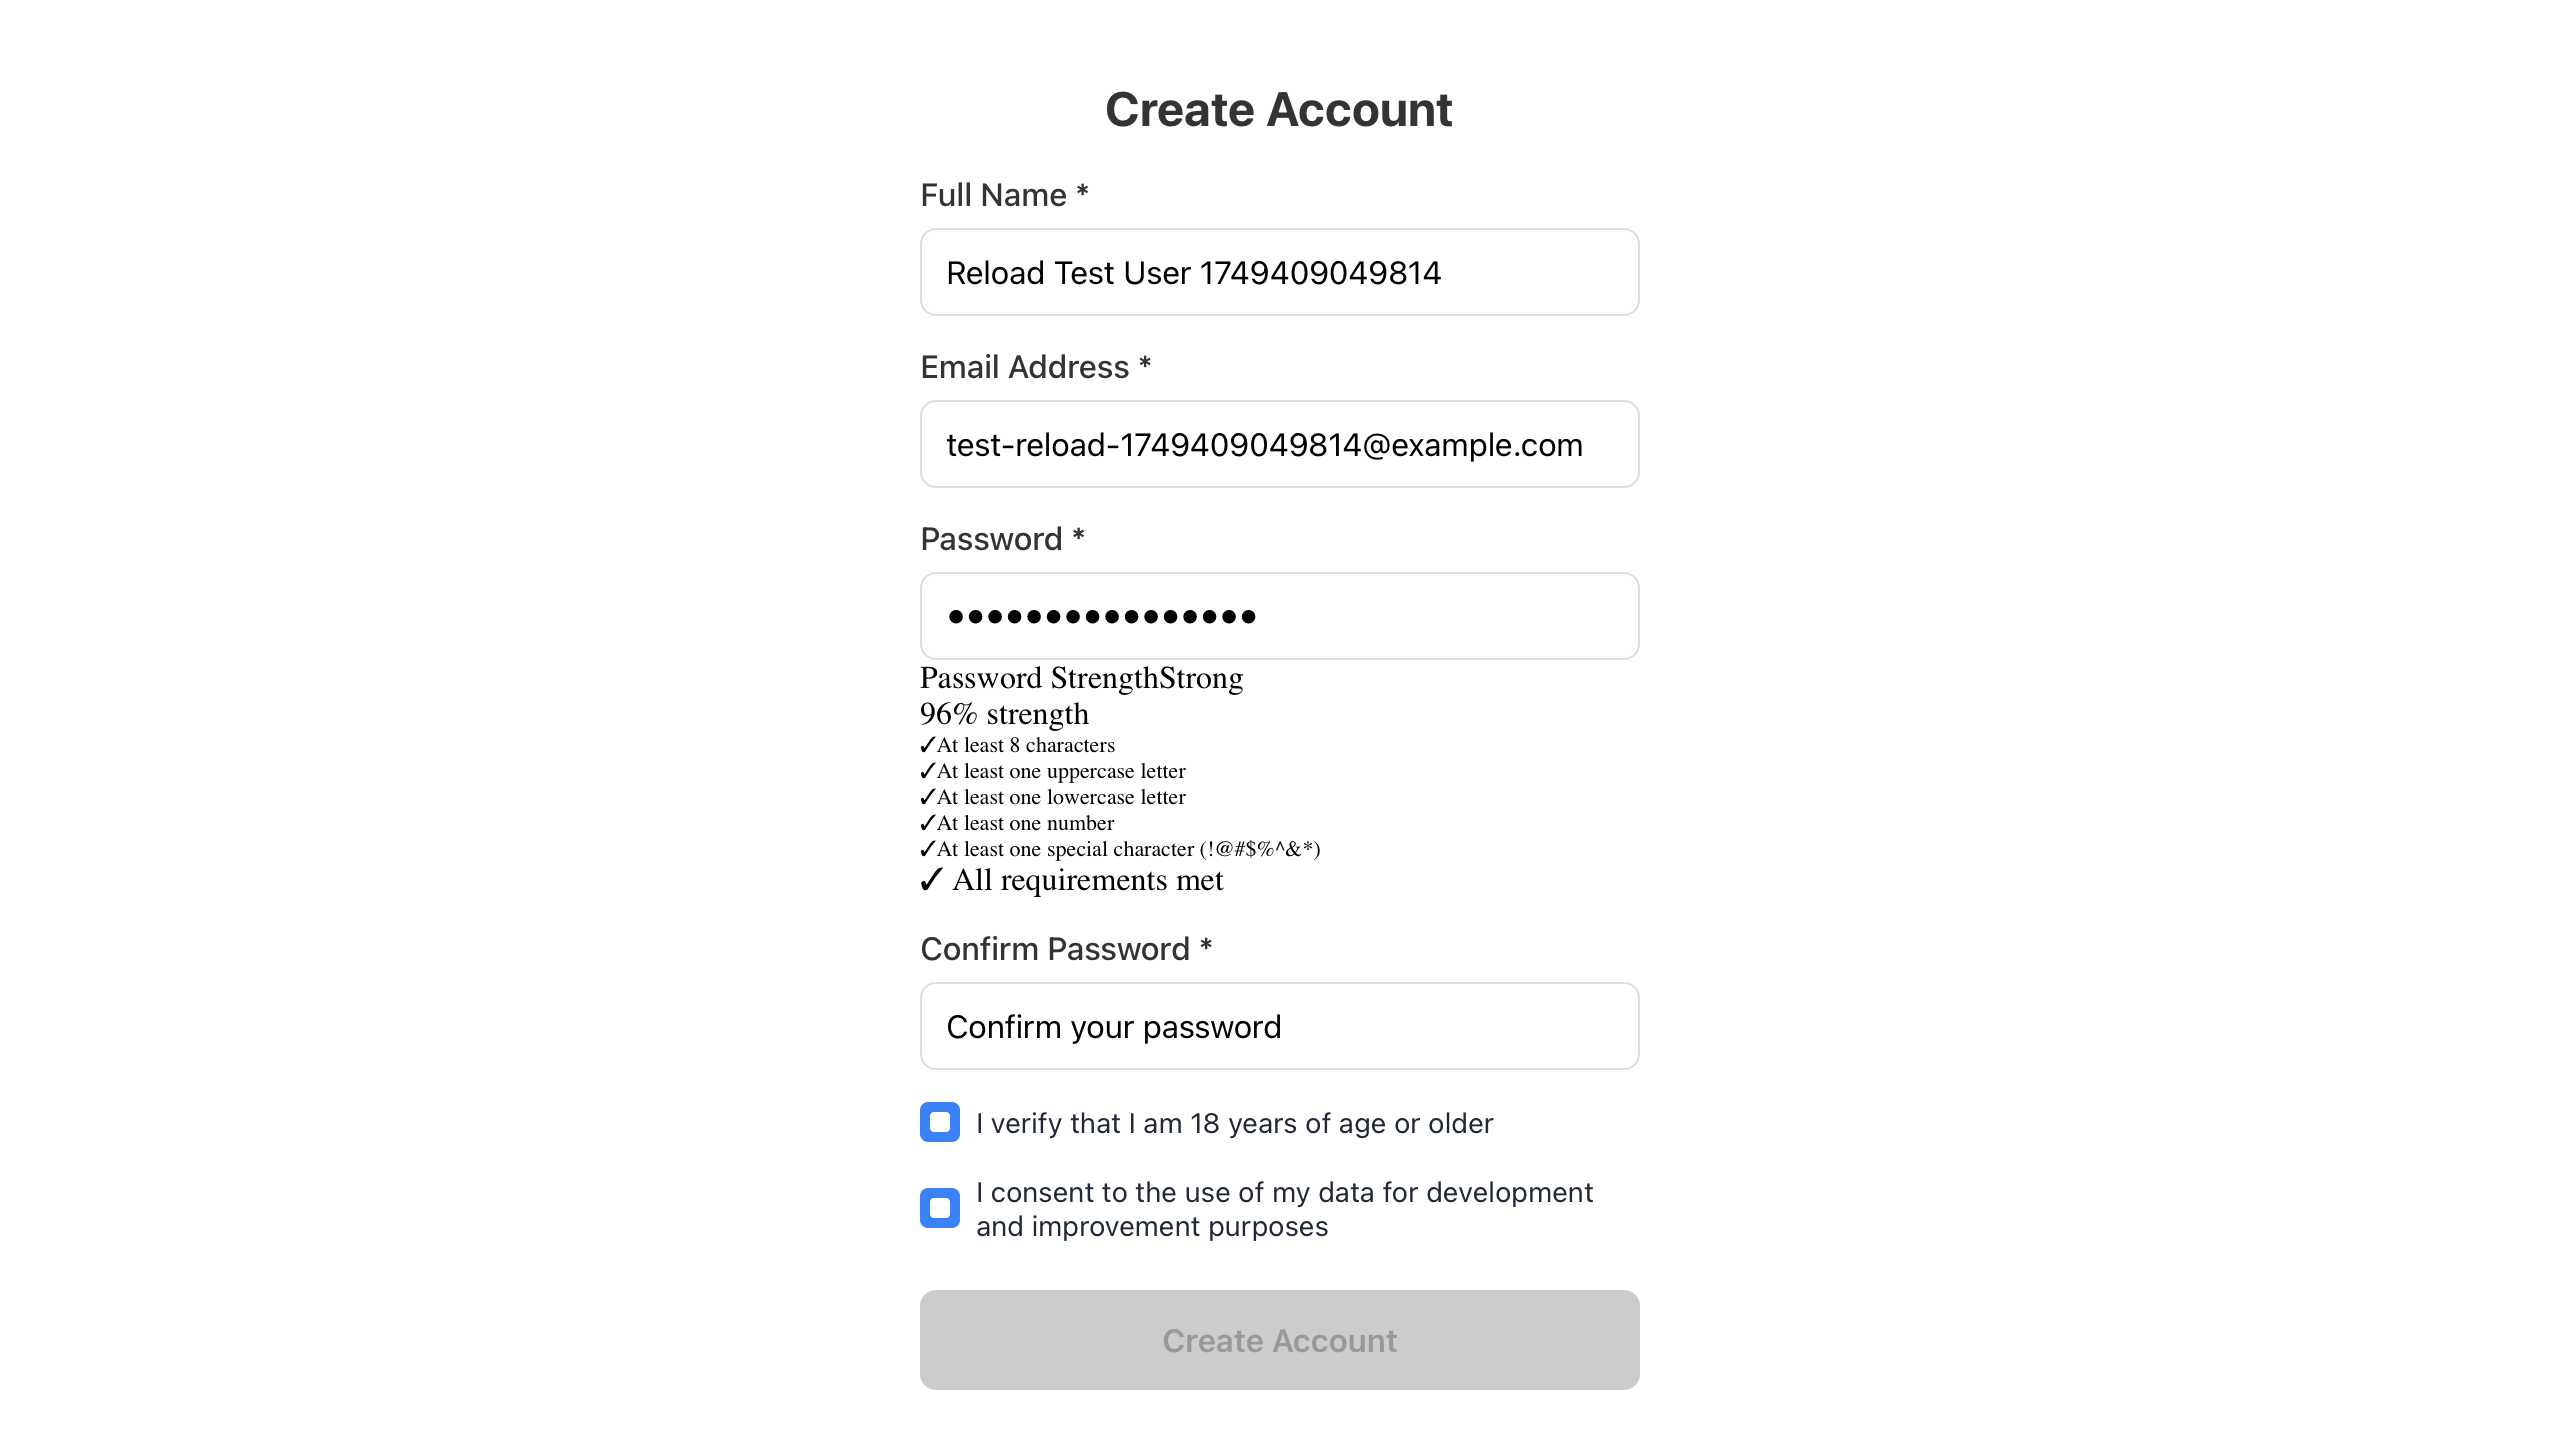 Create Account
Full Name *
Reload Test User 1749409049814
Email Address *
test-reload-1749409049814@example.com
Password *
••••••••••••••••
Password StrengthStrong
96% strength
✓At least 8 characters
✓At least one uppercase letter
✓At least one lowercase letter
✓At least one number
✓At least one special character (!@#$%^&*)
✓ All requirements met
Confirm Password *
Confirm your password
I verify that I am 18 years of age or older
I consent to the use of my data for development
and improvement purposes
Create Account